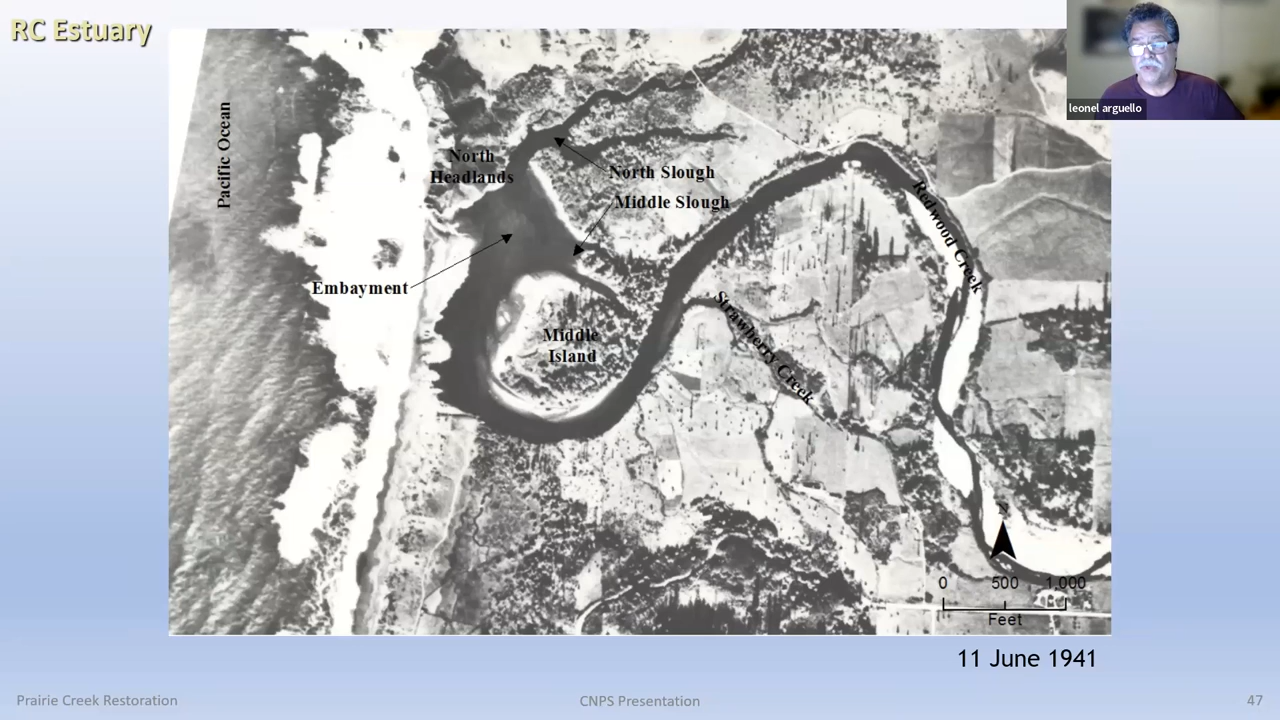 RC Estuary
leonel arguello
Pacific Ocean
North
Headlands
North Slough
Middle Slough
Redwood Creek
Embayment
Strawberry Creek
Middle
Island
N
0 500 1,000
Feet
11 June 1941
Prairie Creek Restoration
CNPS Presentation
47